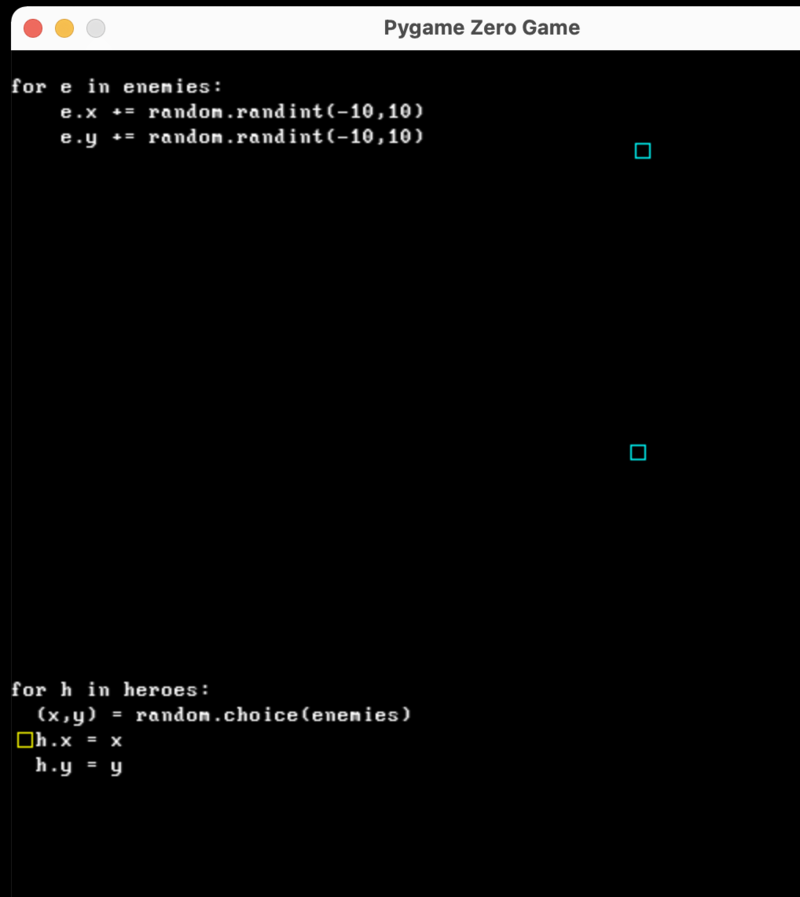 Pygame Zero Game
for e in enemies:
    e.x += random.randint(-10,10)
    e.y += random.randint(-10,10)
for h in heroes:
  (x,y) = random.choice(enemies)
  h.x = x
  h.y = y